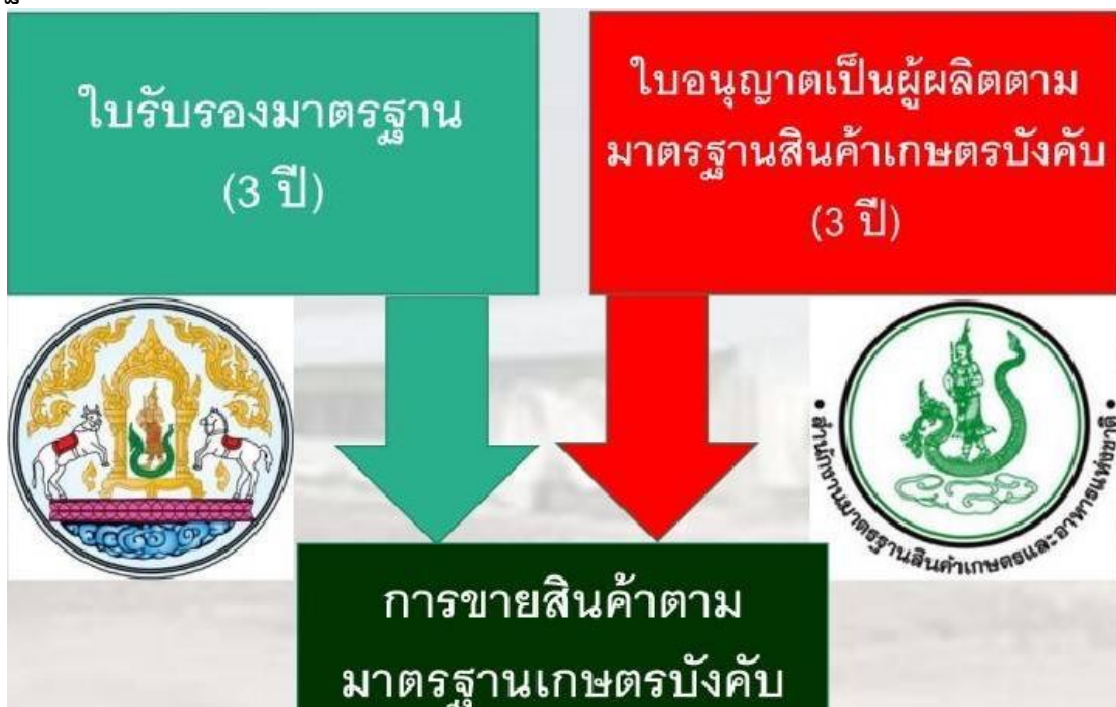 ใบรับรองมาตรฐาน
(3 ปี)
ใบอนุญาตเป็นผู้ผลิตตาม
มาตรฐานสินค้าเกษตรบังคับ
(3 ปี)
• สำนักงานมาตรฐานสินค้าเกษตรและอาหารแห่งชาติ •
การขายสินค้าตาม
มาตรฐานเกษตรบังคับ